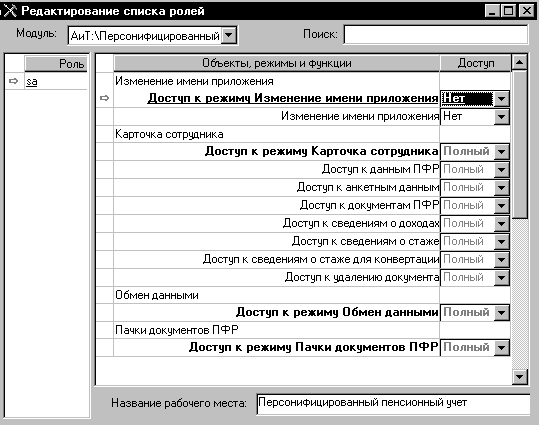 Редактирование списка ролей
Модуль: АиТ:\Персонифицированный Поиск:
Роль Объекты, режимы и функции Доступ
sa Изменение имени приложения
Доступ к режиму Изменение имени приложения Нет
Изменение имени приложения Нет
Карточка сотрудника
Доступ к режиму Карточка сотрудника Полный
Доступ к данным ПФР Полный
Доступ к анкетным данным Полный
Доступ к документам ПФР Полный
Доступ к сведениям о доходах Полный
Доступ к сведениям о стаже Полный
Доступ к сведениям о стаже для конвертации Полный
Доступ к удалению документа Полный
Обмен данными
Доступ к режиму Обмен данными Полный
Пачки документов ПФР
Доступ к режиму Пачки документов ПФР Полный
Название рабочего места: Персонифицированный пенсионный учет